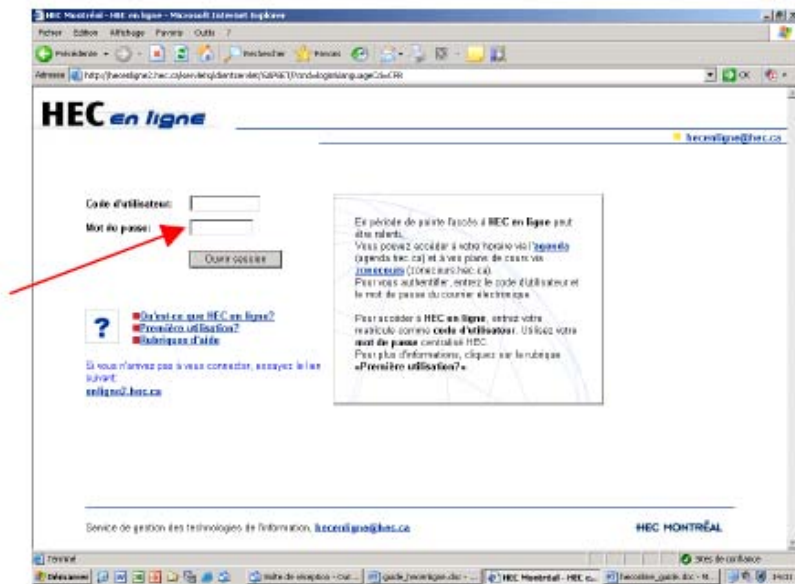 HEC Montréal - HEC en ligne - Microsoft Internet Explorer
Fichier Edition Affichage Favoris Outils ?
Précédente Rechercher Favoris
Adresse OK
HEC en ligne
hecenligne@hec.ca
Code d'utilisateur:
Mot de passe:
Ouvrir session
En période de pointe l'accès à HEC en ligne peut
être ralenti.
Vous pouvez accéder à votre horaire via l'agenda
(agenda.hec.ca) et à vos plans de cours via
zonecours (zonecours.hec.ca).
Pour vous authentifier, entrez le code d'utilisateur et
le mot de passe du courrier électronique
Pour accéder à HEC en ligne, entrez votre
matricule comme code d'utilisateur. Utilisez votre
mot de passe centralisé HEC.
Pour plus d'informations, cliquez sur la rubrique
«Première utilisation?»
?
Qu'est-ce que HEC en ligne?
Première utilisation?
Rubriques d'aide
Si vous n'arrivez pas à vous connecter, essayez le lien
suivant:
enligne2.hec.ca
Service de gestion des technologies de l'information, hecenligne@hec.ca
HEC MONTRÉAL
Terminé Sites de confiance
Démarrer Boîte de réception - Out... guide_hecenligne.doc - ... HEC Montréal - HEC e...